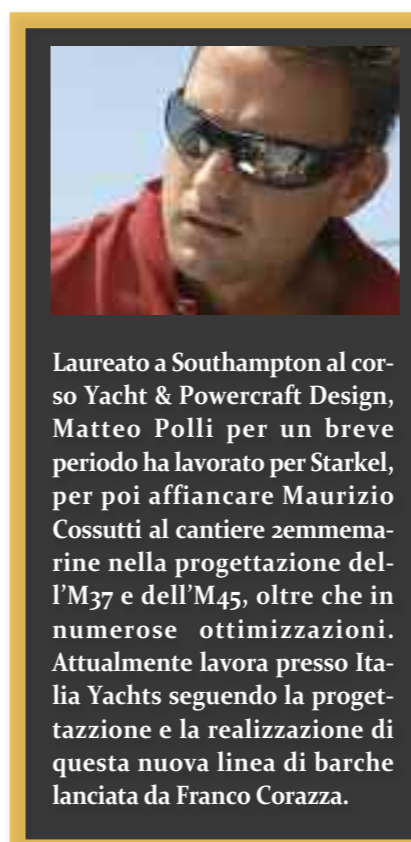 Laureato a Southampton al cor-
so Yacht & Powercraft Design,
Matteo Polli per un breve
periodo ha lavorato per Starkel,
per poi affiancare Maurizio
Cossutti al cantiere 2emmema-
rine nella progettazione del-
l'M37 e dell'M45, oltre che in
numerose ottimizzazioni.
Attualmente lavora presso Ita-
lia Yachts seguendo la proget-
tazzione e la realizzazione di
questa nuova linea di barche
lanciata da Franco Corazza.